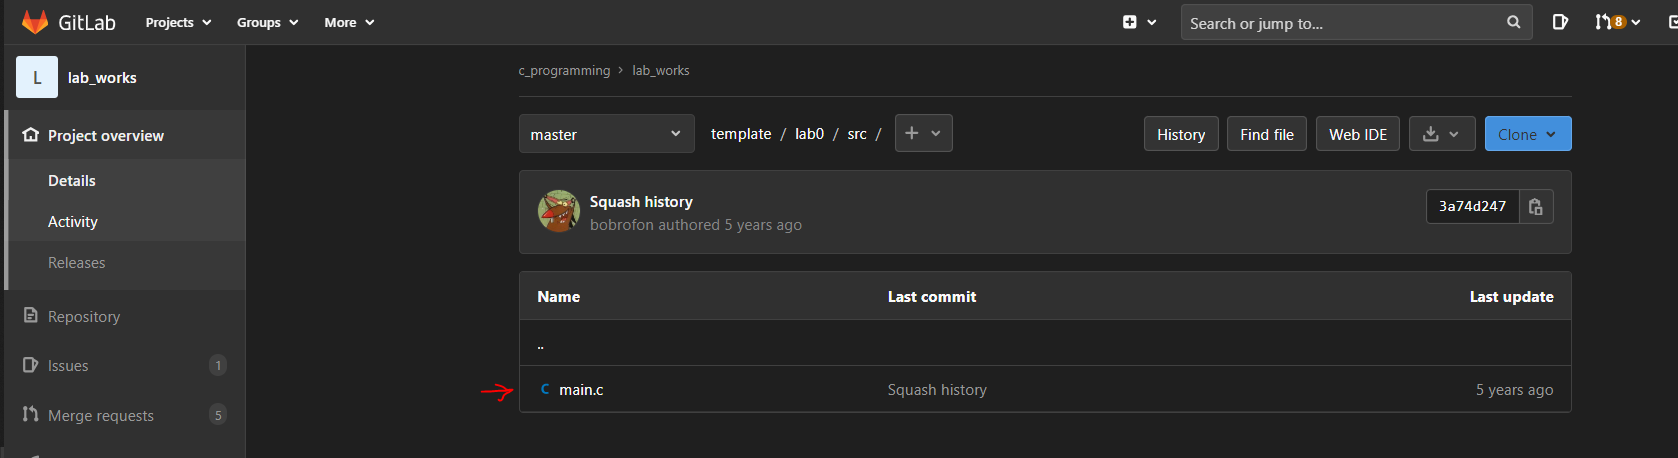 GitLab Projects Groups More Search or jump to... 8
L lab_works
c_programming > lab_works
Project overview
master template / lab0 / src / + History Find file Web IDE Clone
Details
Squash history
bobrofon authored 5 years ago
3a74d247
Activity
Releases
Name Last commit Last update
Repository
..
Issues 1
C main.c Squash history 5 years ago
Merge requests 5